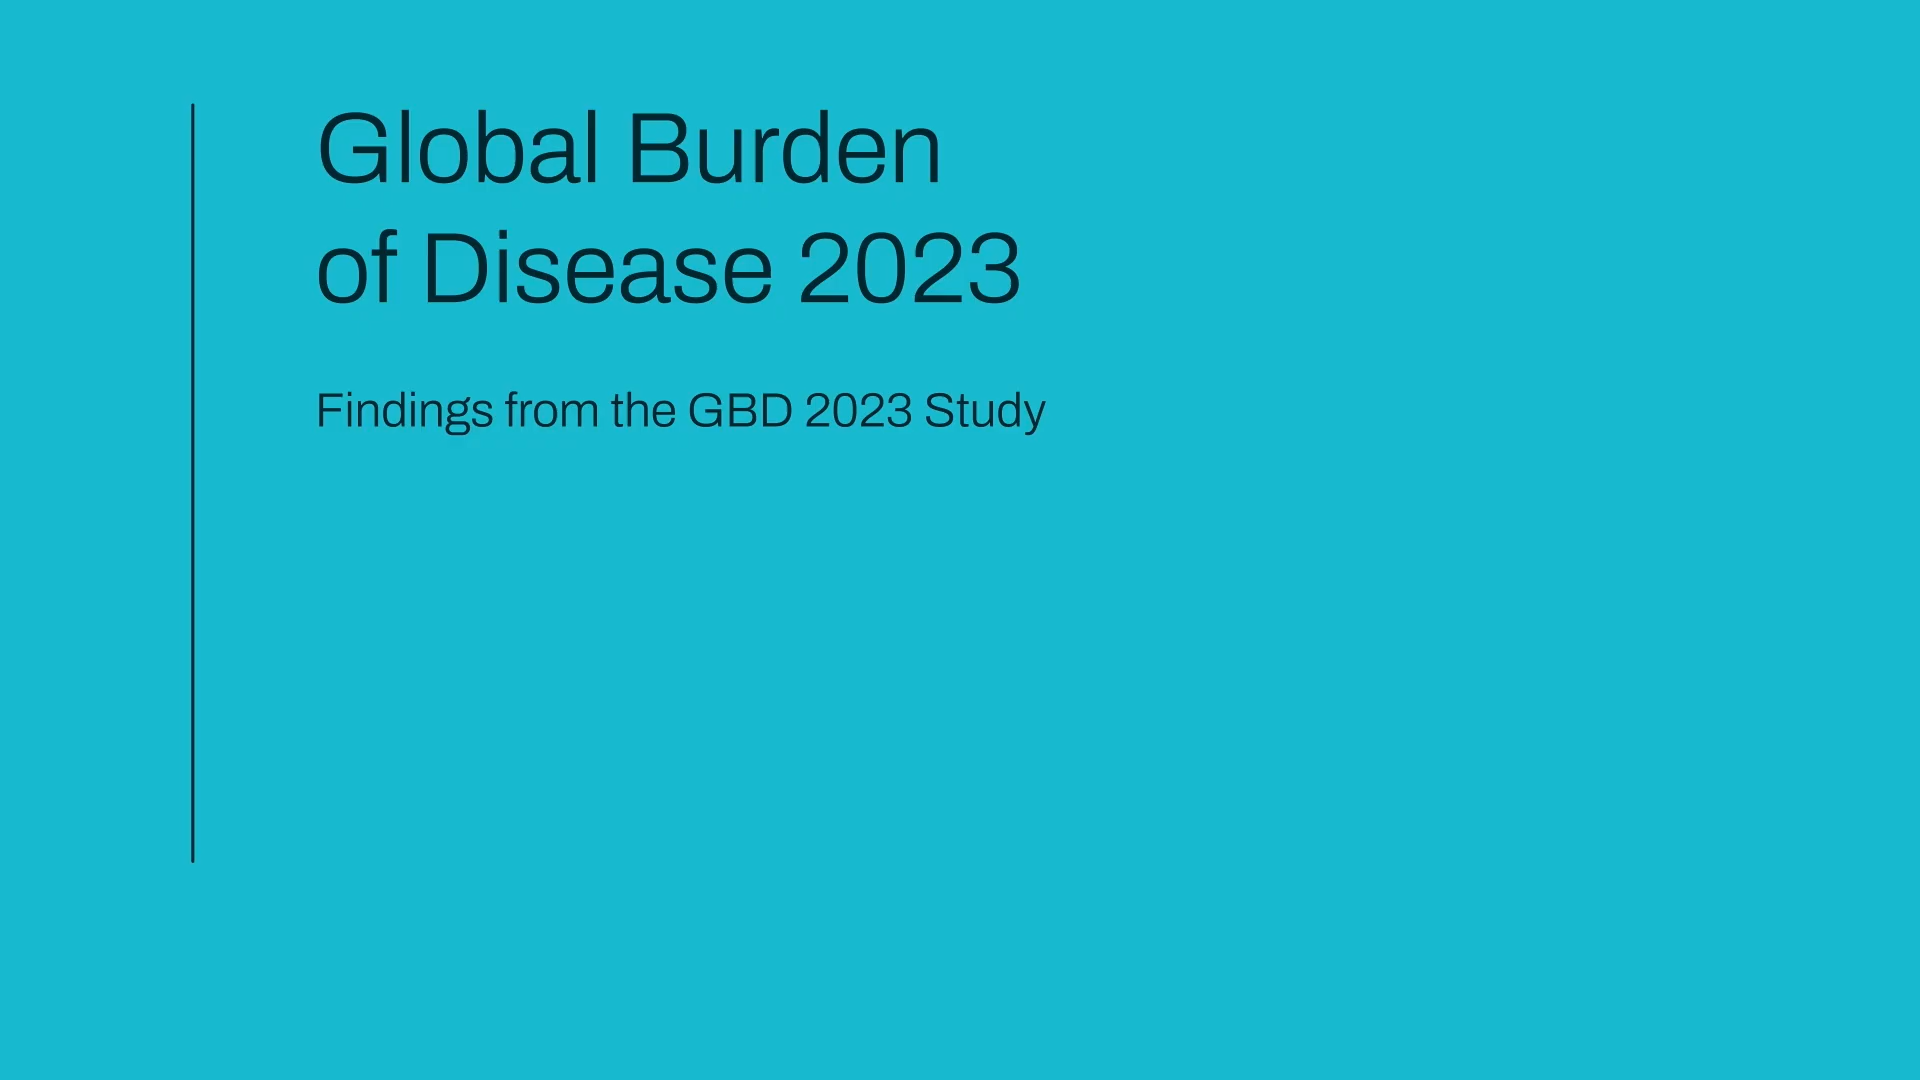 Global Burden
of Disease 2023
Findings from the GBD 2023 Study